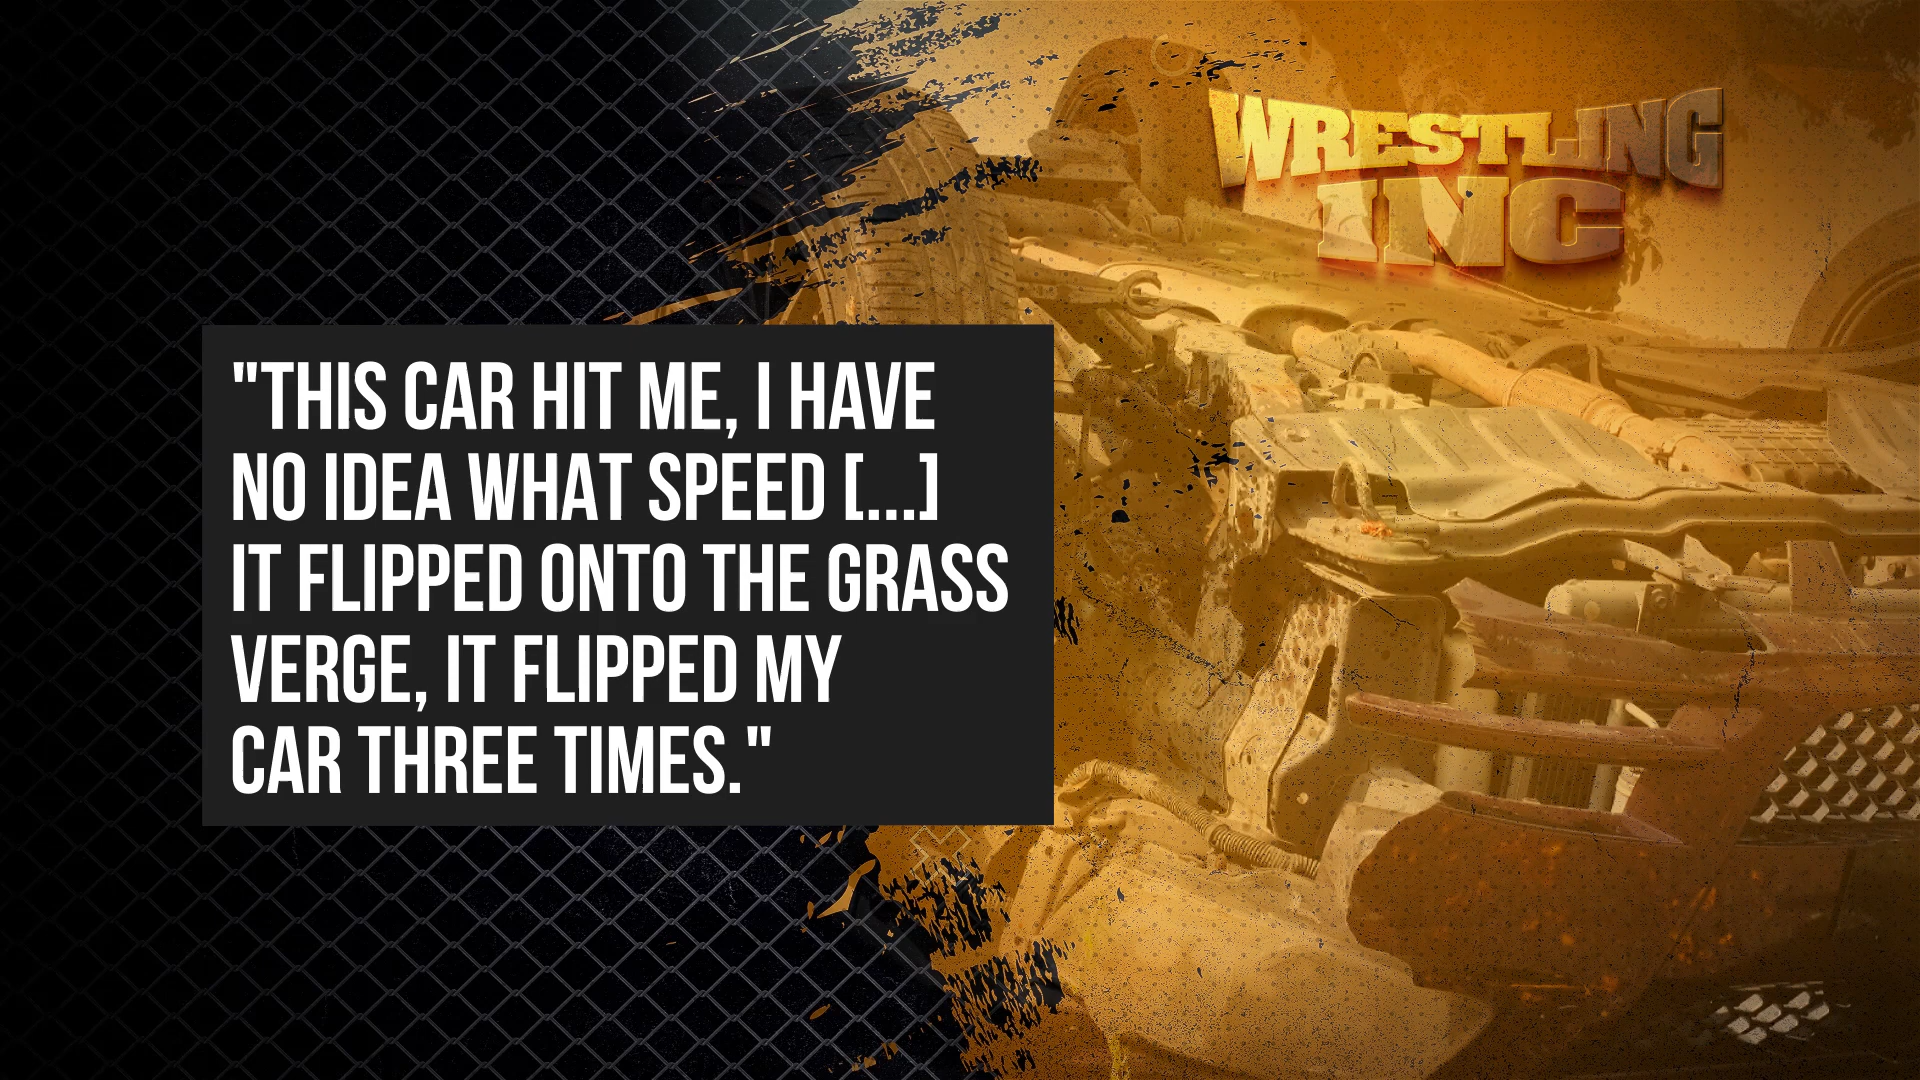 WRESTLING
INC
"THIS CAR HIT ME, I HAVE
NO IDEA WHAT SPEED [...]
IT FLIPPED ONTO THE GRASS
VERGE, IT FLIPPED MY
CAR THREE TIMES."